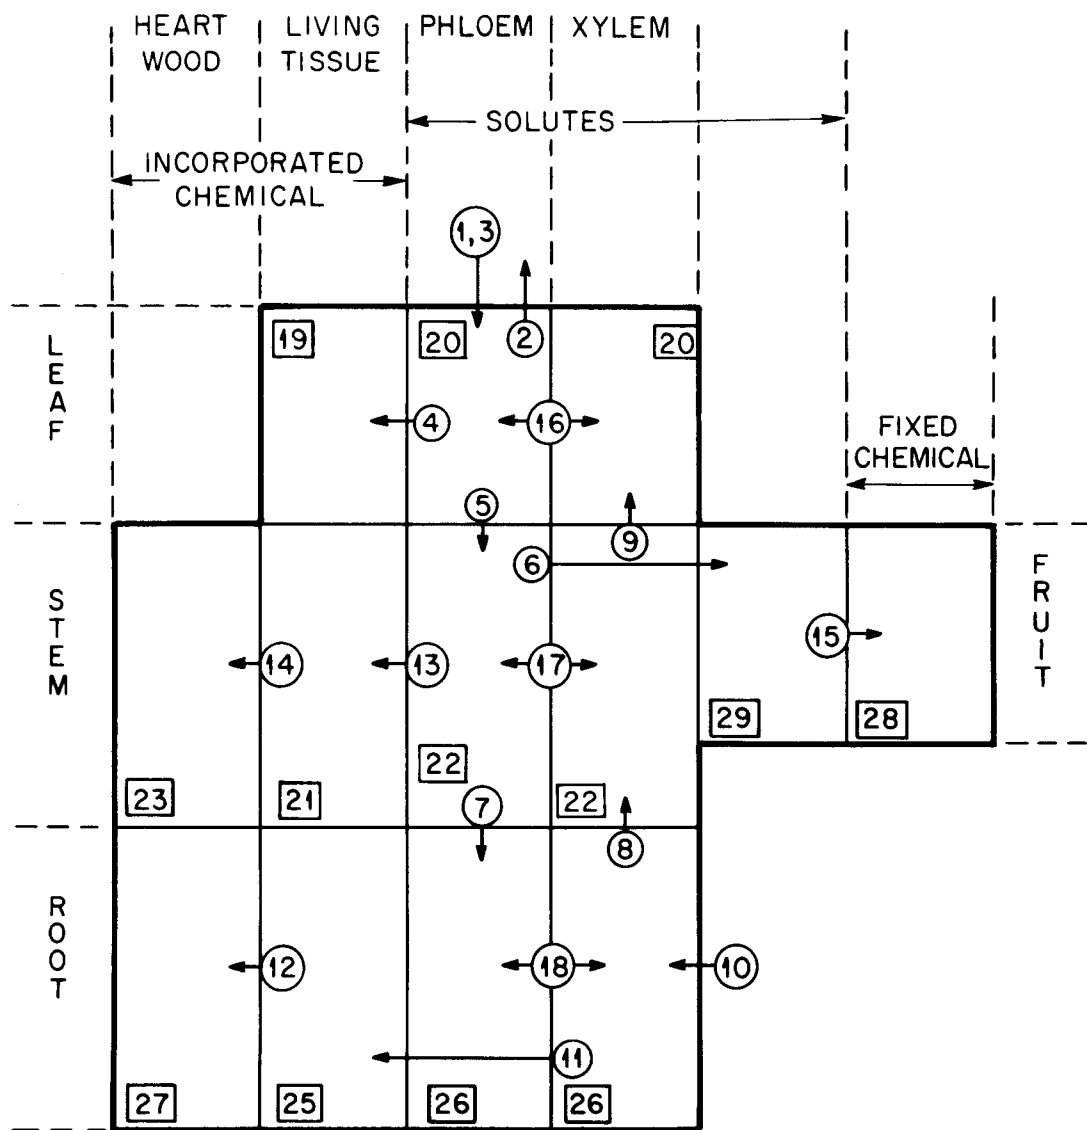 HEART WOOD
LIVING TISSUE
PHLOEM
XYLEM
SOLUTES
INCORPORATED CHEMICAL
1,3
2
LEAF
19
20
20
4
16
FIXED CHEMICAL
5
9
6
STEM
FRUIT
14
13
17
15
29
28
22
23
21
7
22
8
ROOT
12
18
10
11
27
25
26
26